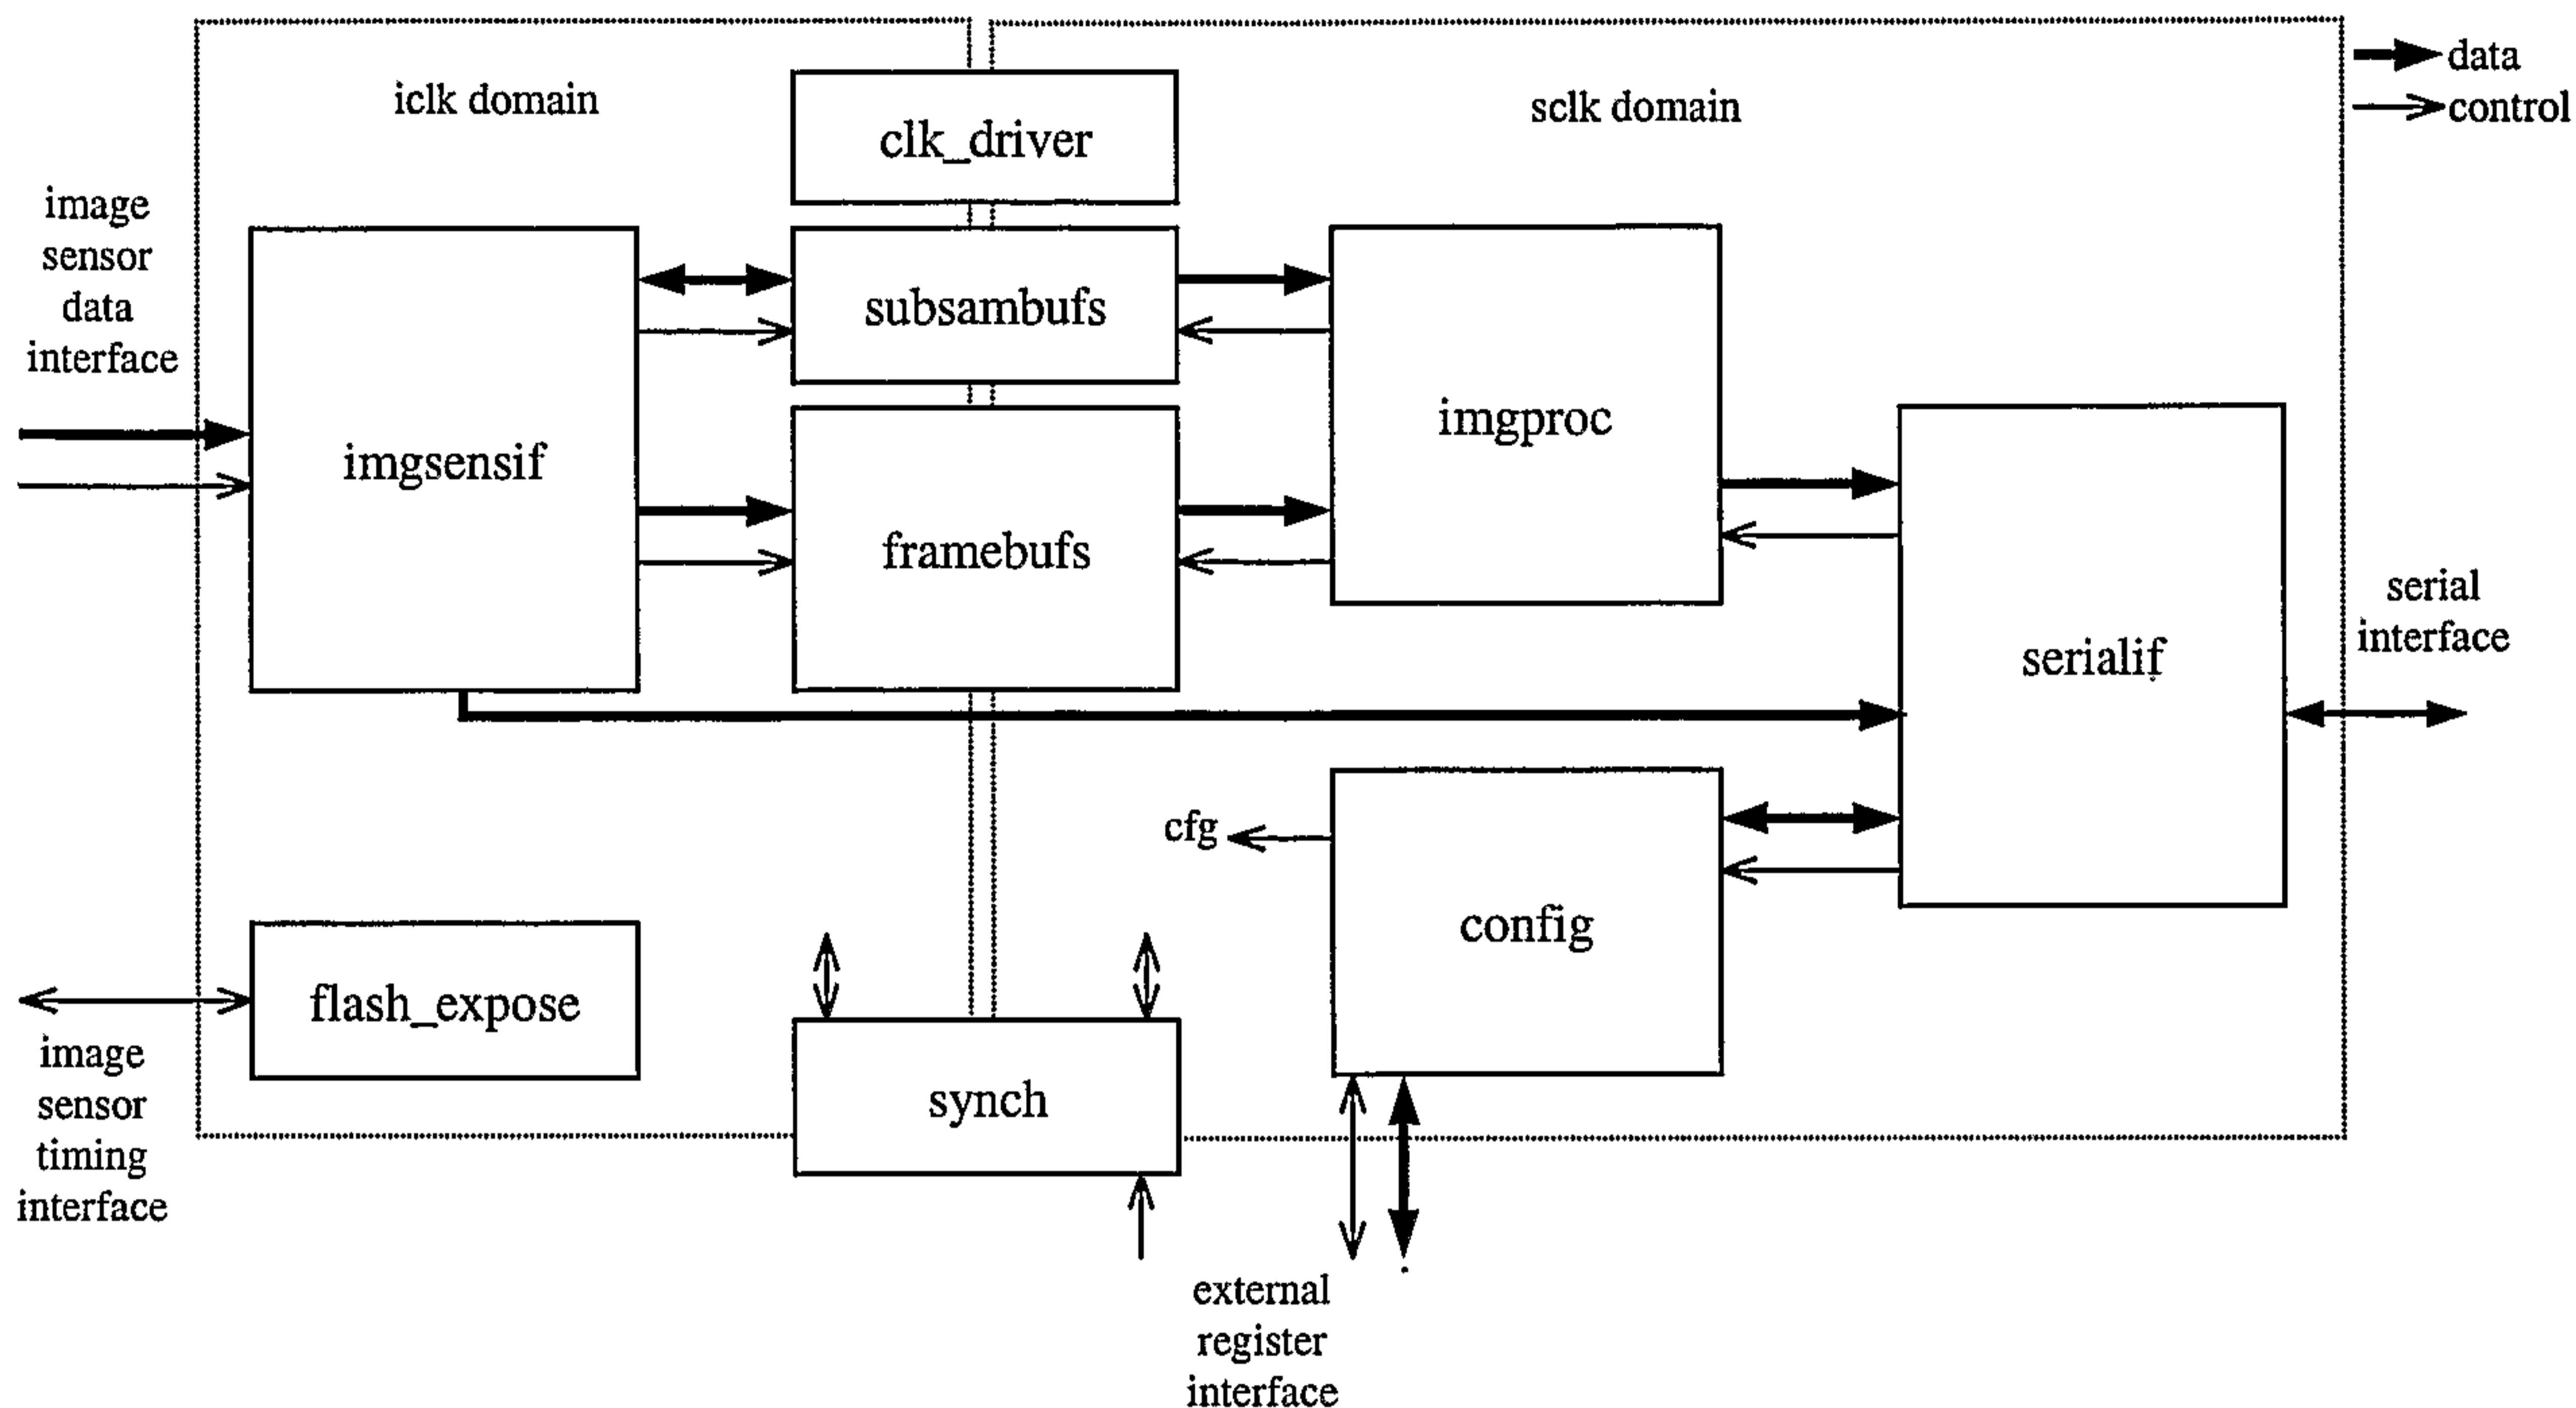 data
control
iclk domain
sclk domain
clk_driver
image
sensor
data
interface
subsambufs
imgsensif
imgproc
framebufs
serial
interface
serialif
cfg
config
flash_expose
image
sensor
timing
interface
synch
external
register
interface